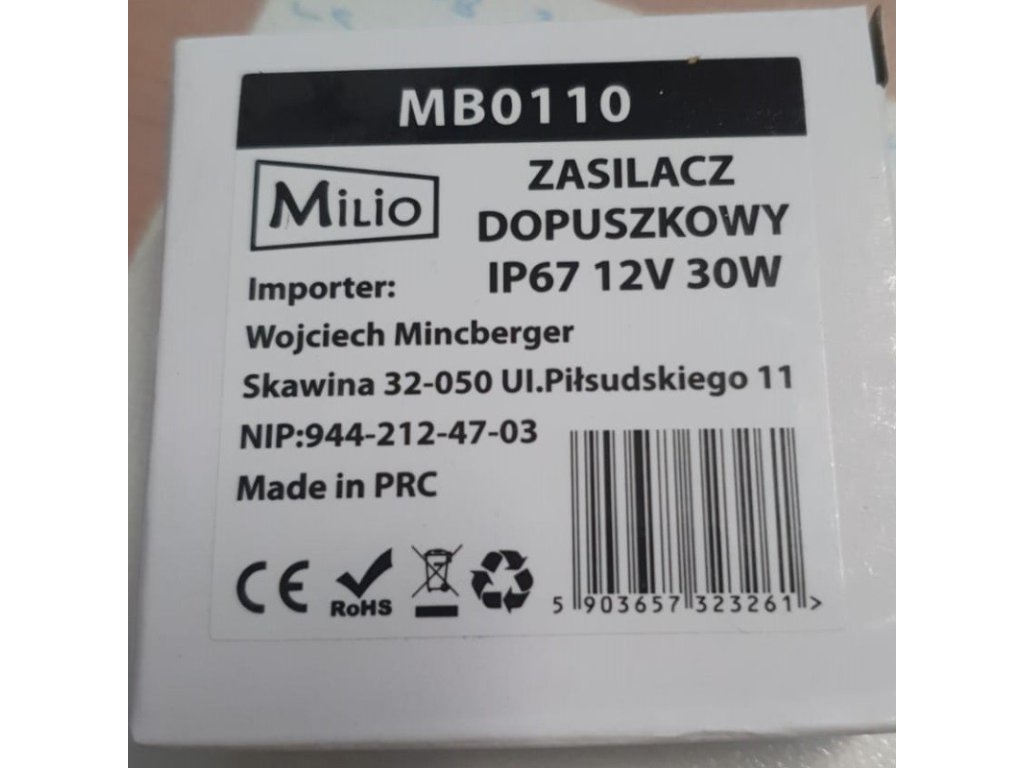 MB0110
MiLio
ZASILACZ
DOPUSZKOWY
IP67 12V 30W
Importer:
Wojciech Mincberger
Skawina 32-050 Ul.Piłsudskiego 11
NIP:944-212-47-03
Made in PRC
CE
RoHS
5 903657 323261 >